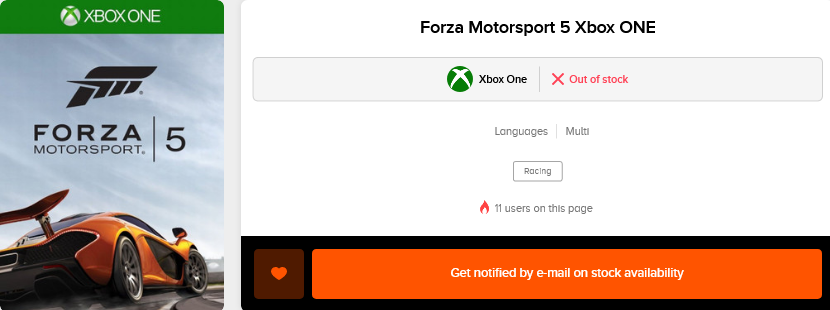 XBOX ONE
FORZA
MOTORSPORT 5
Forza Motorsport 5 Xbox ONE
Xbox One Out of stock
Languages Multi
Racing
11 users on this page
Get notified by e-mail on stock availability